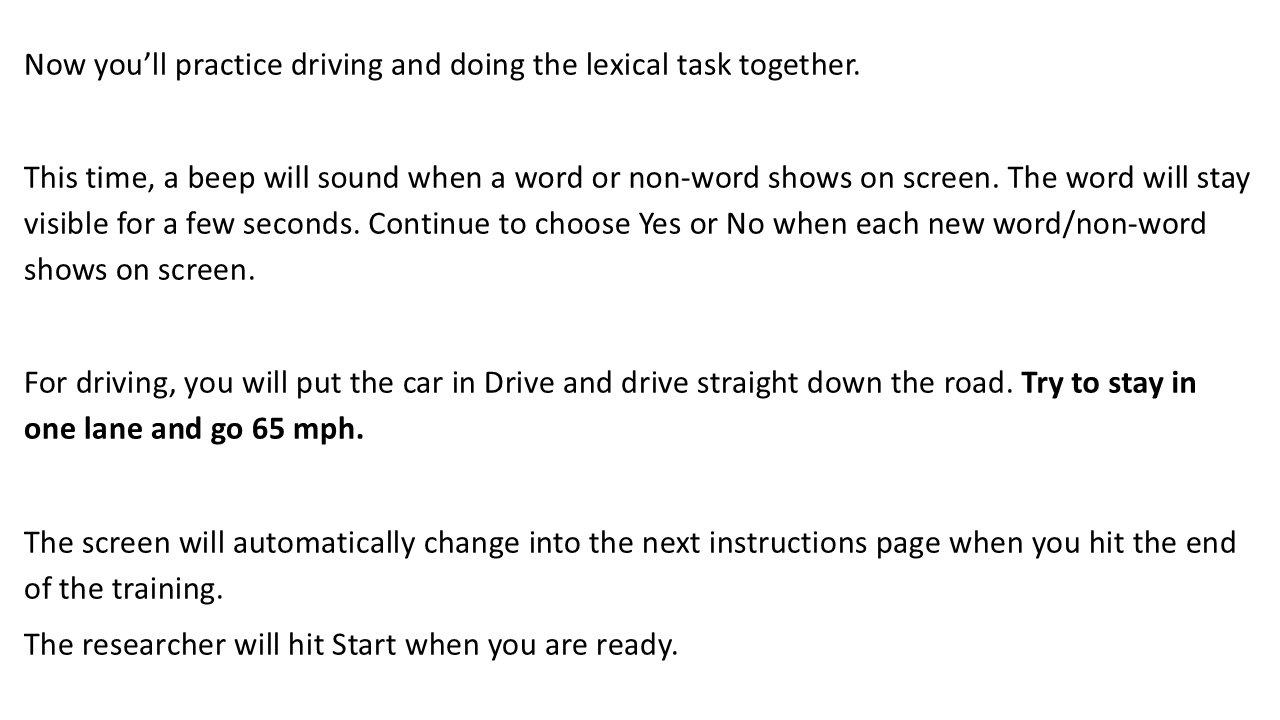 Now you’ll practice driving and doing the lexical task together.
This time, a beep will sound when a word or non-word shows on screen. The word will stay
visible for a few seconds. Continue to choose Yes or No when each new word/non-word
shows on screen.
For driving, you will put the car in Drive and drive straight down the road. Try to stay in
one lane and go 65 mph.
The screen will automatically change into the next instructions page when you hit the end
of the training.
The researcher will hit Start when you are ready.